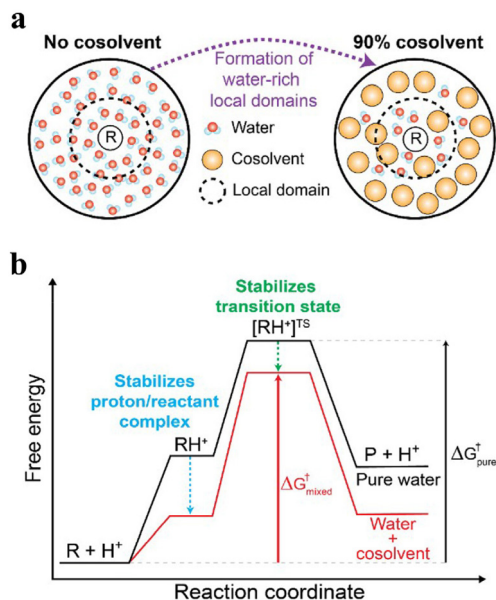 a
No cosolvent
90% cosolvent
Formation of
water-rich
local domains
Water
Cosolvent
Local domain
R
R
b
Stabilizes
transition state
[RH⁺]ᵀˢ
Stabilizes
proton/reactant
complex
RH⁺
P + H⁺
Pure water
ΔG†pure
ΔG†mixed
Water
+
cosolvent
R + H⁺
Free energy
Reaction coordinate